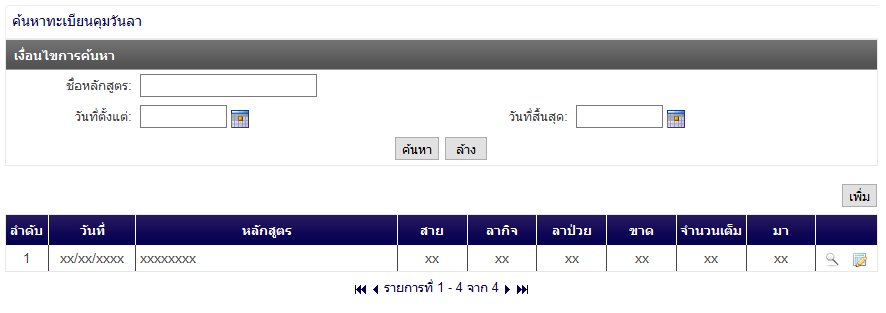 ค้นหาทะเบียนคุมวันลา
เงื่อนไขการค้นหา
ชื่อหลักสูตร:
วันที่ตั้งแต่: วันที่สิ้นสุด:
ค้นหา ล้าง
เพิ่ม
ลำดับ วันที่ หลักสูตร สาย ลากิจ ลาป่วย ขาด จำนวนเต็ม มา
1 xx/xx/xxxx xxxxxxxx xx xx xx xx xx xx
รายการที่ 1 - 4 จาก 4